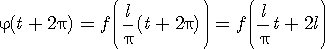 φ(t + 2π) = f(l/π (t + 2π)) = f(l/π t + 2l)